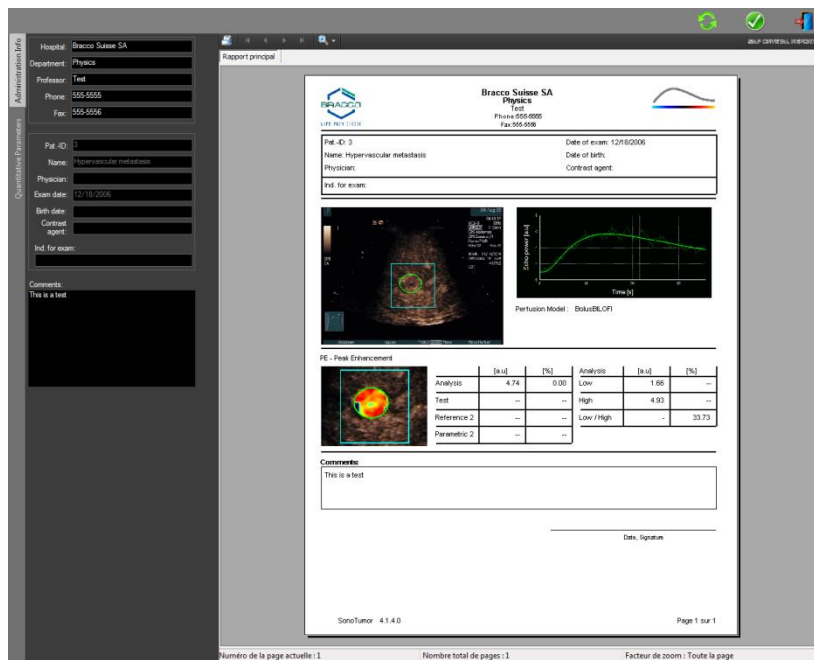 Administration Info
Quantitative Parameters
Hospital: Bracco Suisse SA
Department: Physics
Professor: Test
Phone: 555-5555
Fax: 555-5556
Pat.-ID: 3
Name: Hypervascular metastasis
Physician:
Exam date: 12/18/2006
Birth date:
Contrast
agent:
Ind. for exam:
Comments:
This is a test
Rapport principal
BRACCO
LIFE FROM INSIDE
Bracco Suisse SA
Physics
Test
Phone:555-5555
Fax:555-5556
Pat.-ID: 3 Date of exam: 12/18/2006
Name: Hypervascular metastasis Date of birth:
Physician: Contrast agent:
Ind. for exam:
Echo-power [a.u]
Time [s]
Perfusion Model : BolusBILOFI
PE - Peak Enhancement
[a.u] [%] Analysis [a.u] [%]
Analysis 4.74 0.00 Low 1.66 --
Test -- -- High 4.93 --
Reference 2 -- -- Low / High - 33.73
Parametric 2 -- --
Comments:
This is a test
Date, Signature
SonoTumor 4.1.4.0 Page 1 sur 1
Numéro de la page actuelle : 1 Nombre total de pages : 1 Facteur de zoom : Toute la page